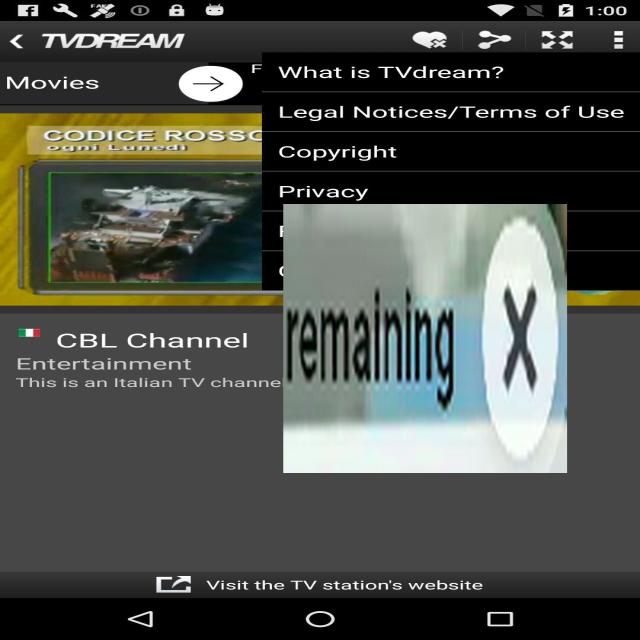 1:00
TVDREAM
Movies
What is TVdream?
Legal Notices/Terms of Use
Copyright
Privacy
CODICE ROSSO
ogni Lunedi
remaining X
CBL Channel
Entertainment
This is an Italian TV channe
Visit the TV station's website